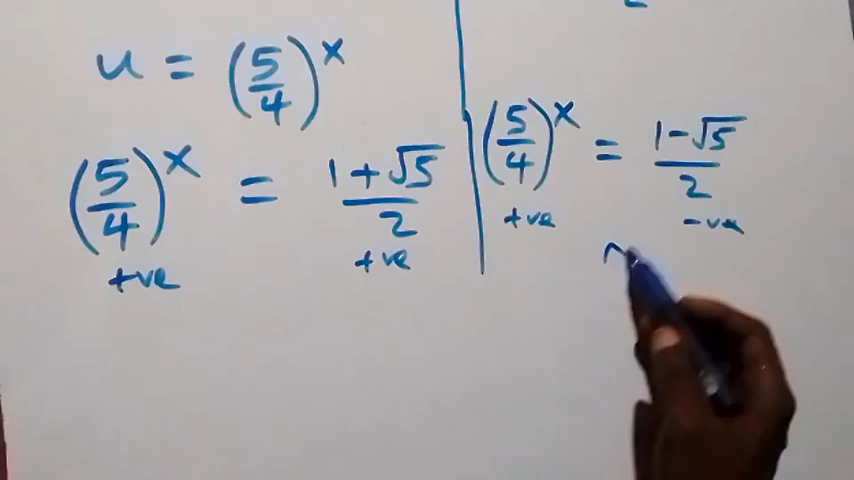 u = (5/4)^x
(5/4)^x = (1 + √5)/2
+ve +ve
(5/4)^x = (1 - √5)/2
+ve -ve